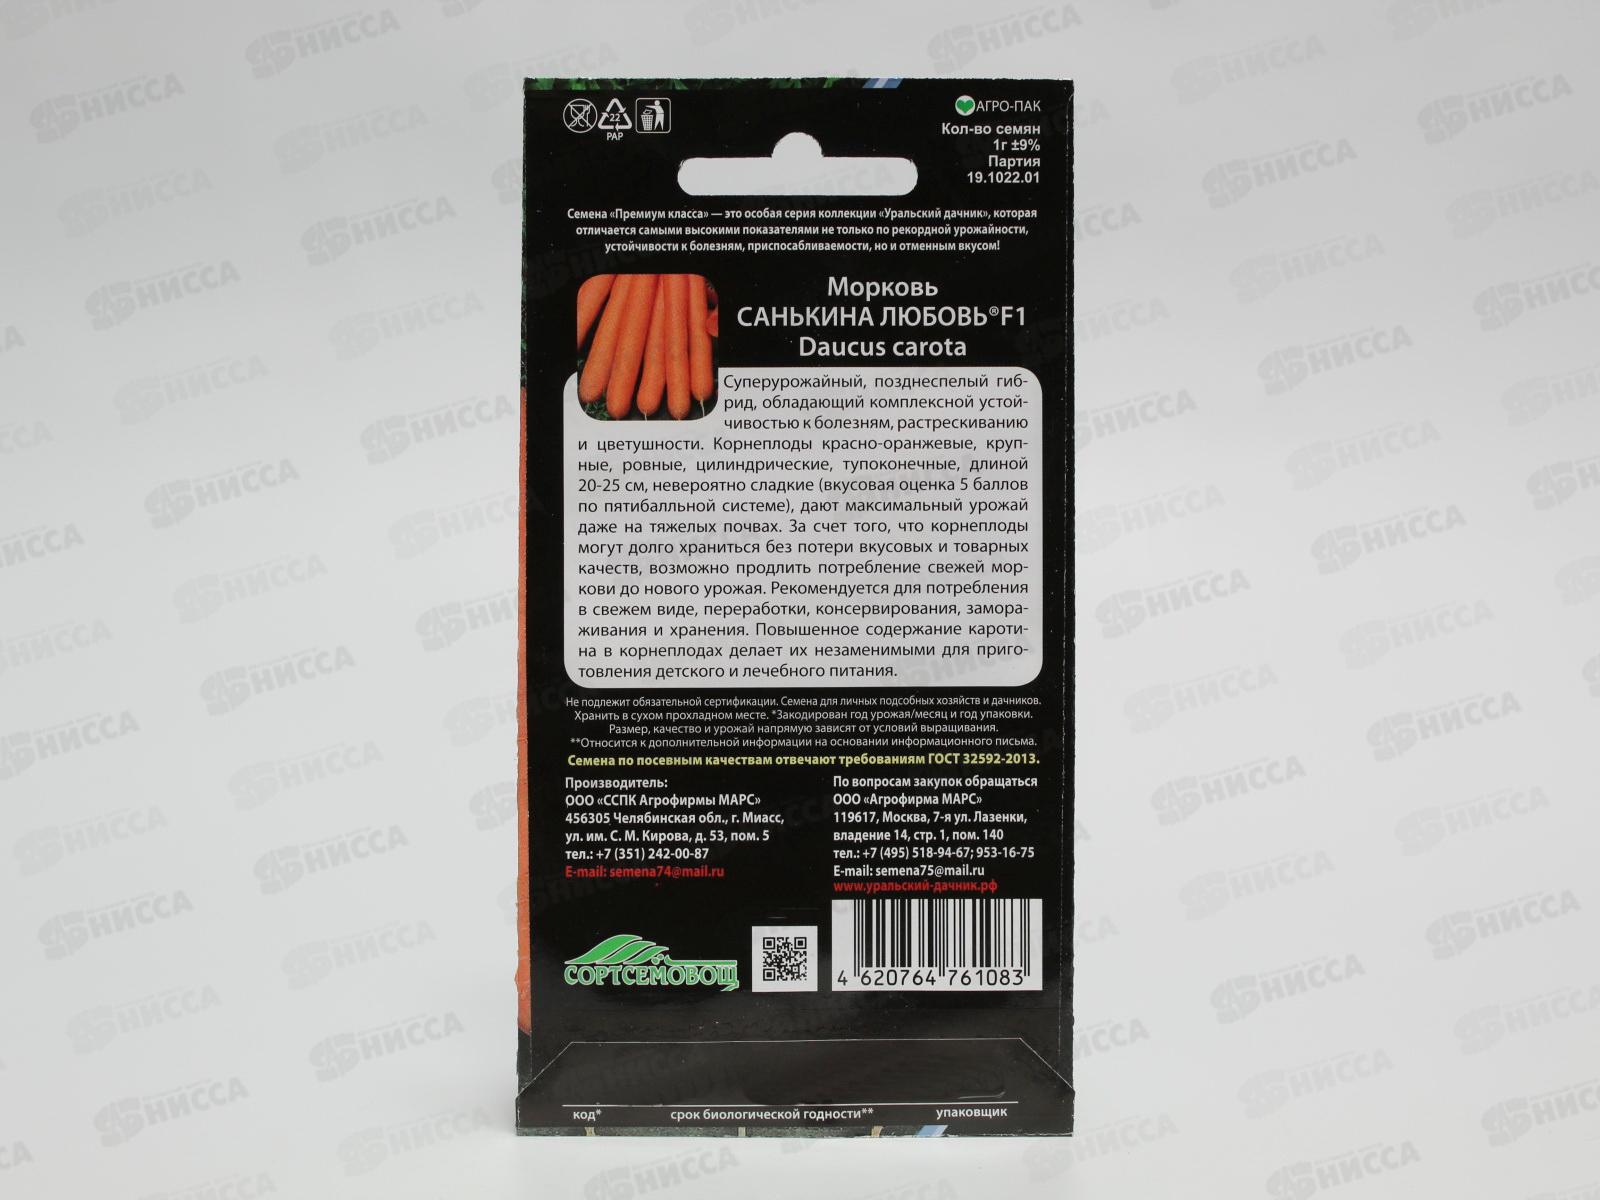 АГРО-ПАК
Кол-во семян
1г ±9%
Партия
19.1022.01
22
PAP
Семена «Премиум класса» — это особая серия коллекции «Уральский дачник», которая
отличается самыми высокими показателями не только по рекордной урожайности,
устойчивости к болезням, приспосабливаемости, но и отменным вкусом!
Морковь
САНЬКИНА ЛЮБОВЬ®F1
Daucus carota
Суперурожайный, позднеспелый гиб-
рид, обладающий комплексной устой-
чивостью к болезням, растрескиванию
и цветушности. Корнеплоды красно-оранжевые, круп-
ные, ровные, цилиндрические, тупоконечные, длиной
20-25 см, невероятно сладкие (вкусовая оценка 5 баллов
по пятибалльной системе), дают максимальный урожай
даже на тяжелых почвах. За счет того, что корнеплоды
могут долго храниться без потери вкусовых и товарных
качеств, возможно продлить потребление свежей мор-
кови до нового урожая. Рекомендуется для потребления
в свежем виде, переработки, консервирования, замора-
живания и хранения. Повышенное содержание кароти-
на в корнеплодах делает их незаменимыми для приго-
товления детского и лечебного питания.
Не подлежит обязательной сертификации. Семена для личных подсобных хозяйств и дачников.
Хранить в сухом прохладном месте. *Закодирован год урожая/месяц и год упаковки.
Размер, качество и урожай напрямую зависят от условий выращивания.
**Относится к дополнительной информации на основании информационного письма.
Семена по посевным качествам отвечают требованиям ГОСТ 32592-2013.
Производитель:
ООО «ССПК Агрофирмы МАРС»
456305 Челябинская обл., г. Миасс,
ул. им. С. М. Кирова, д. 53, пом. 5
тел.: +7 (351) 242-00-87
E-mail: semena74@mail.ru
По вопросам закупок обращаться
ООО «Агрофирма МАРС»
119617, Москва, 7-я ул. Лазенки,
владение 14, стр. 1, пом. 140
тел.: +7 (495) 518-94-67; 953-16-75
E-mail: semena75@mail.ru
www.уральский-дачник.рф
СОРТСЕМОВОЩ
4 620764 761083
код* срок биологической годности** упаковщик
НИССА